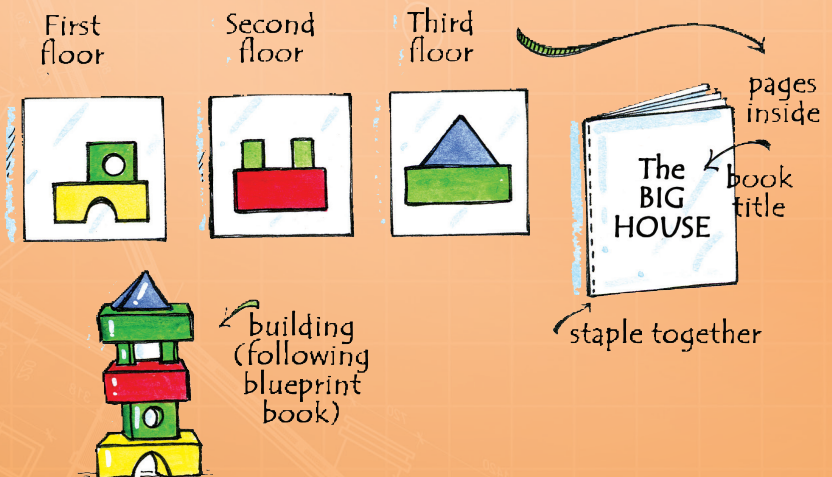 First
floor
Second
floor
Third
floor
pages
inside
The
BIG
HOUSE
book
title
staple together
building
(following
blueprint
book)